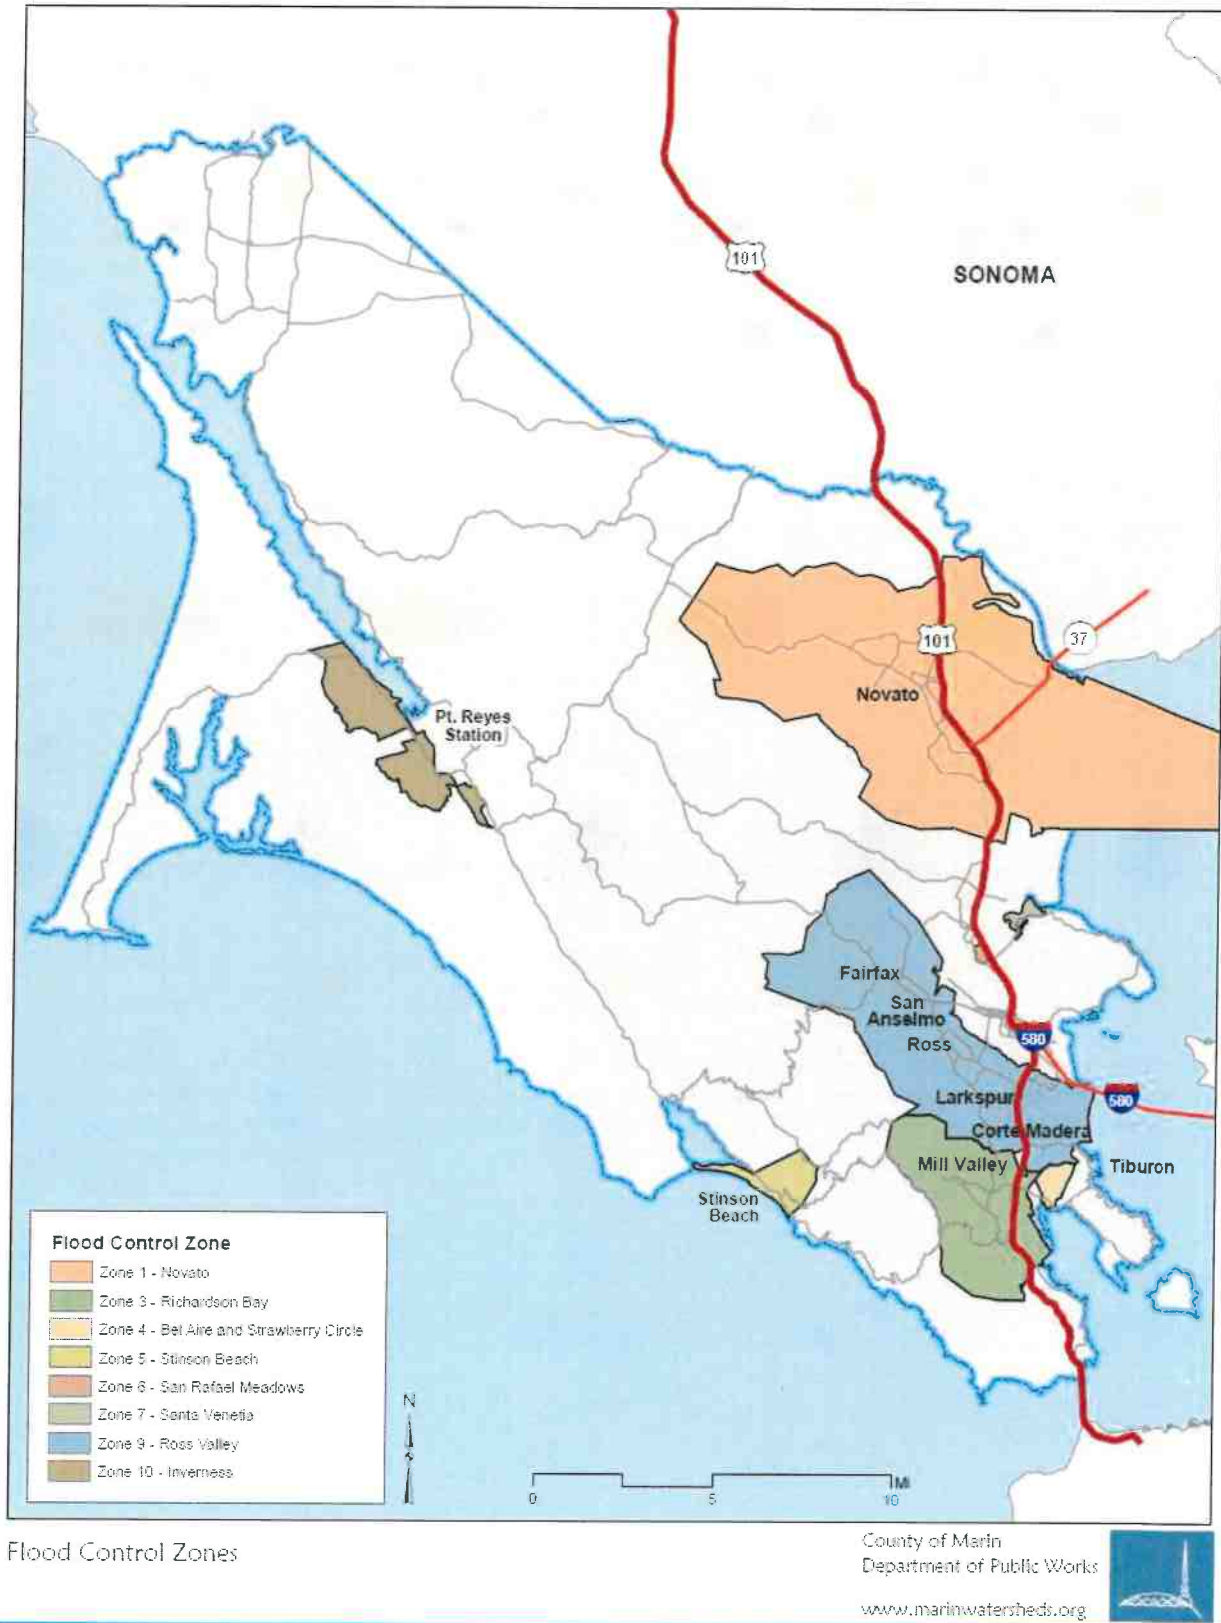 101
SONOMA
101
37
Novato
Pt. Reyes
Station
Fairfax
San
Anselmo
Ross
580
580
Larkspur
Corte Madera
Mill Valley
Tiburon
Stinson
Beach
Flood Control Zone
Zone 1 - Novato
Zone 3 - Richardson Bay
Zone 4 - Bel Aire and Strawberry Circle
Zone 5 - Stinson Beach
Zone 6 - San Rafael Meadows
Zone 7 - Santa Venetia
Zone 9 - Ross Valley
Zone 10 - Inverness
N
Mi
0 5 10
Flood Control Zones
County of Marin
Department of Public Works
www.marinwatersheds.org